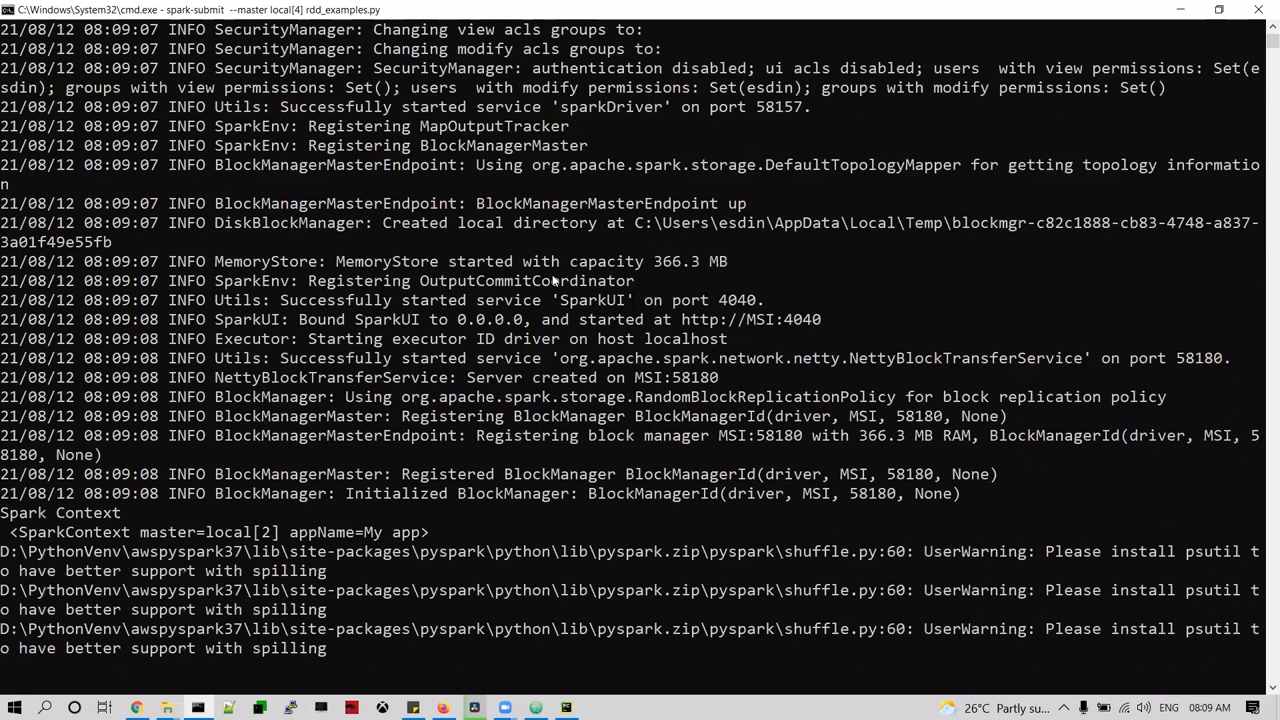 C:\Windows\System32\cmd.exe - spark-submit  --master local[4] rdd_examples.py
21/08/12 08:09:07 INFO SecurityManager: Changing view acls groups to:
21/08/12 08:09:07 INFO SecurityManager: Changing modify acls groups to:
21/08/12 08:09:07 INFO SecurityManager: SecurityManager: authentication disabled; ui acls disabled; users  with view permissions: Set(e
sdin); groups with view permissions: Set(); users  with modify permissions: Set(esdin); groups with modify permissions: Set()
21/08/12 08:09:07 INFO Utils: Successfully started service 'sparkDriver' on port 58157.
21/08/12 08:09:07 INFO SparkEnv: Registering MapOutputTracker
21/08/12 08:09:07 INFO SparkEnv: Registering BlockManagerMaster
21/08/12 08:09:07 INFO BlockManagerMasterEndpoint: Using org.apache.spark.storage.DefaultTopologyMapper for getting topology informatio
n
21/08/12 08:09:07 INFO BlockManagerMasterEndpoint: BlockManagerMasterEndpoint up
21/08/12 08:09:07 INFO DiskBlockManager: Created local directory at C:\Users\esdin\AppData\Local\Temp\blockmgr-c82c1888-cb83-4748-a837-
3a01f49e55fb
21/08/12 08:09:07 INFO MemoryStore: MemoryStore started with capacity 366.3 MB
21/08/12 08:09:07 INFO SparkEnv: Registering OutputCommitCoordinator
21/08/12 08:09:07 INFO Utils: Successfully started service 'SparkUI' on port 4040.
21/08/12 08:09:08 INFO SparkUI: Bound SparkUI to 0.0.0.0, and started at http://MSI:4040
21/08/12 08:09:08 INFO Executor: Starting executor ID driver on host localhost
21/08/12 08:09:08 INFO Utils: Successfully started service 'org.apache.spark.network.netty.NettyBlockTransferService' on port 58180.
21/08/12 08:09:08 INFO NettyBlockTransferService: Server created on MSI:58180
21/08/12 08:09:08 INFO BlockManager: Using org.apache.spark.storage.RandomBlockReplicationPolicy for block replication policy
21/08/12 08:09:08 INFO BlockManagerMaster: Registering BlockManager BlockManagerId(driver, MSI, 58180, None)
21/08/12 08:09:08 INFO BlockManagerMasterEndpoint: Registering block manager MSI:58180 with 366.3 MB RAM, BlockManagerId(driver, MSI, 5
8180, None)
21/08/12 08:09:08 INFO BlockManagerMaster: Registered BlockManager BlockManagerId(driver, MSI, 58180, None)
21/08/12 08:09:08 INFO BlockManager: Initialized BlockManager: BlockManagerId(driver, MSI, 58180, None)
Spark Context
 <SparkContext master=local[2] appName=My app>
D:\PythonVenv\awspyspark37\lib\site-packages\pyspark\python\lib\pyspark.zip\pyspark\shuffle.py:60: UserWarning: Please install psutil t
o have better support with spilling
D:\PythonVenv\awspyspark37\lib\site-packages\pyspark\python\lib\pyspark.zip\pyspark\shuffle.py:60: UserWarning: Please install psutil t
o have better support with spilling
D:\PythonVenv\awspyspark37\lib\site-packages\pyspark\python\lib\pyspark.zip\pyspark\shuffle.py:60: UserWarning: Please install psutil t
o have better support with spilling
26°C Partly su... 08:09 AM